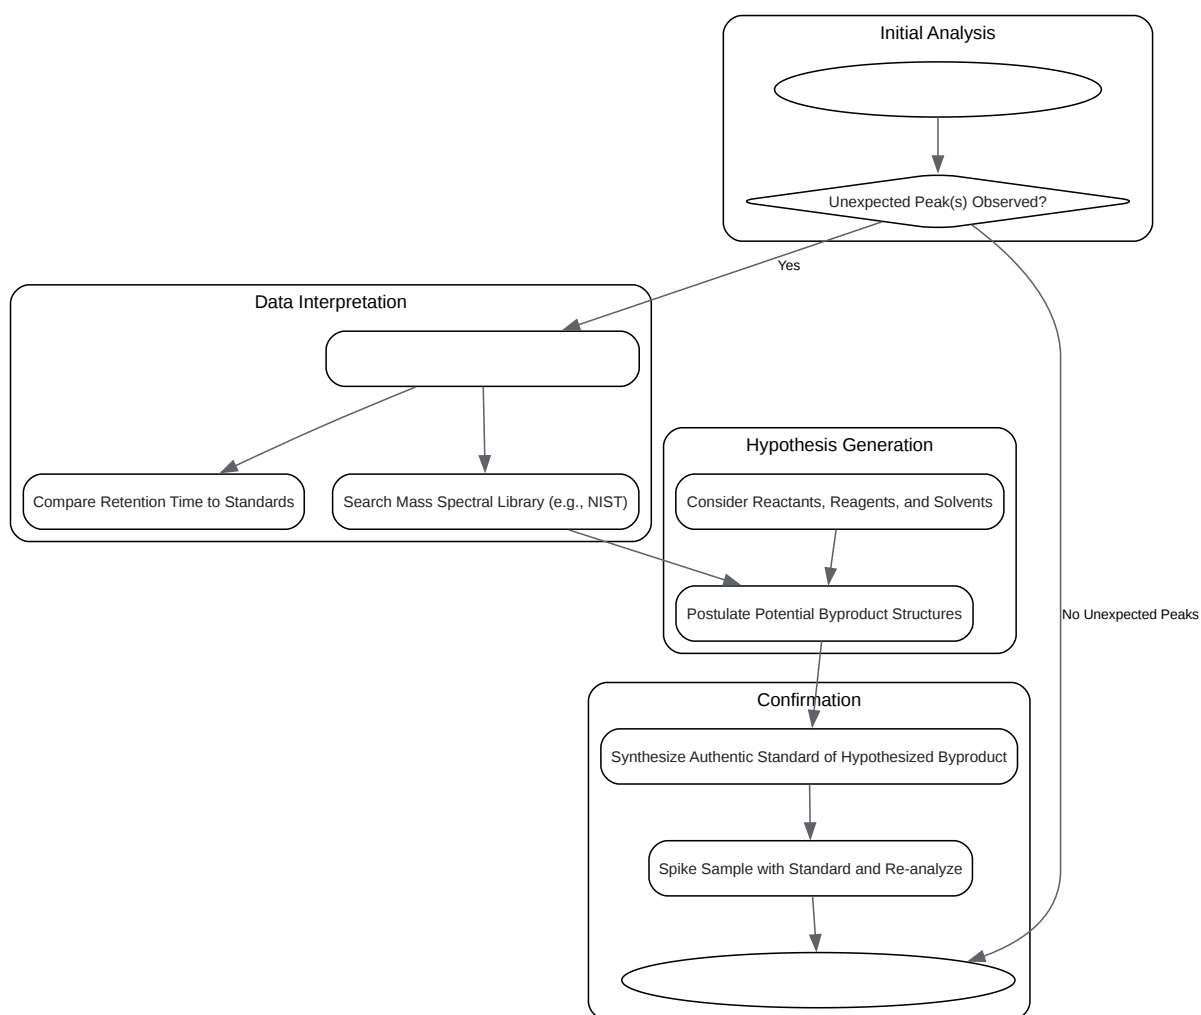 Initial Analysis
Unexpected Peak(s) Observed?
Yes
Data Interpretation
Compare Retention Time to Standards
Search Mass Spectral Library (e.g., NIST)
Hypothesis Generation
Consider Reactants, Reagents, and Solvents
Postulate Potential Byproduct Structures
No Unexpected Peaks
Confirmation
Synthesize Authentic Standard of Hypothesized Byproduct
Spike Sample with Standard and Re-analyze